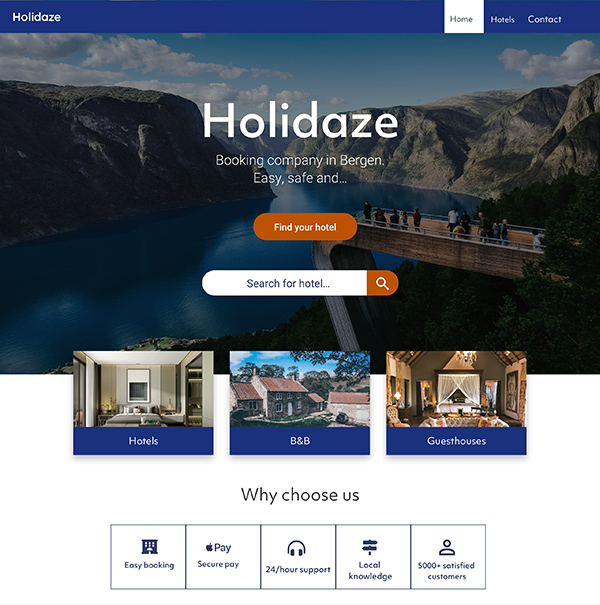 Holidaze
Home
Hotels
Contact
Holidaze
Booking company in Bergen.
Easy, safe and...
Find your hotel
Search for hotel...
Hotels
B&B
Guesthouses
Why choose us
Easy booking
Pay
Secure pay
24/hour support
Local
knowledge
5000+ satisfied
customers